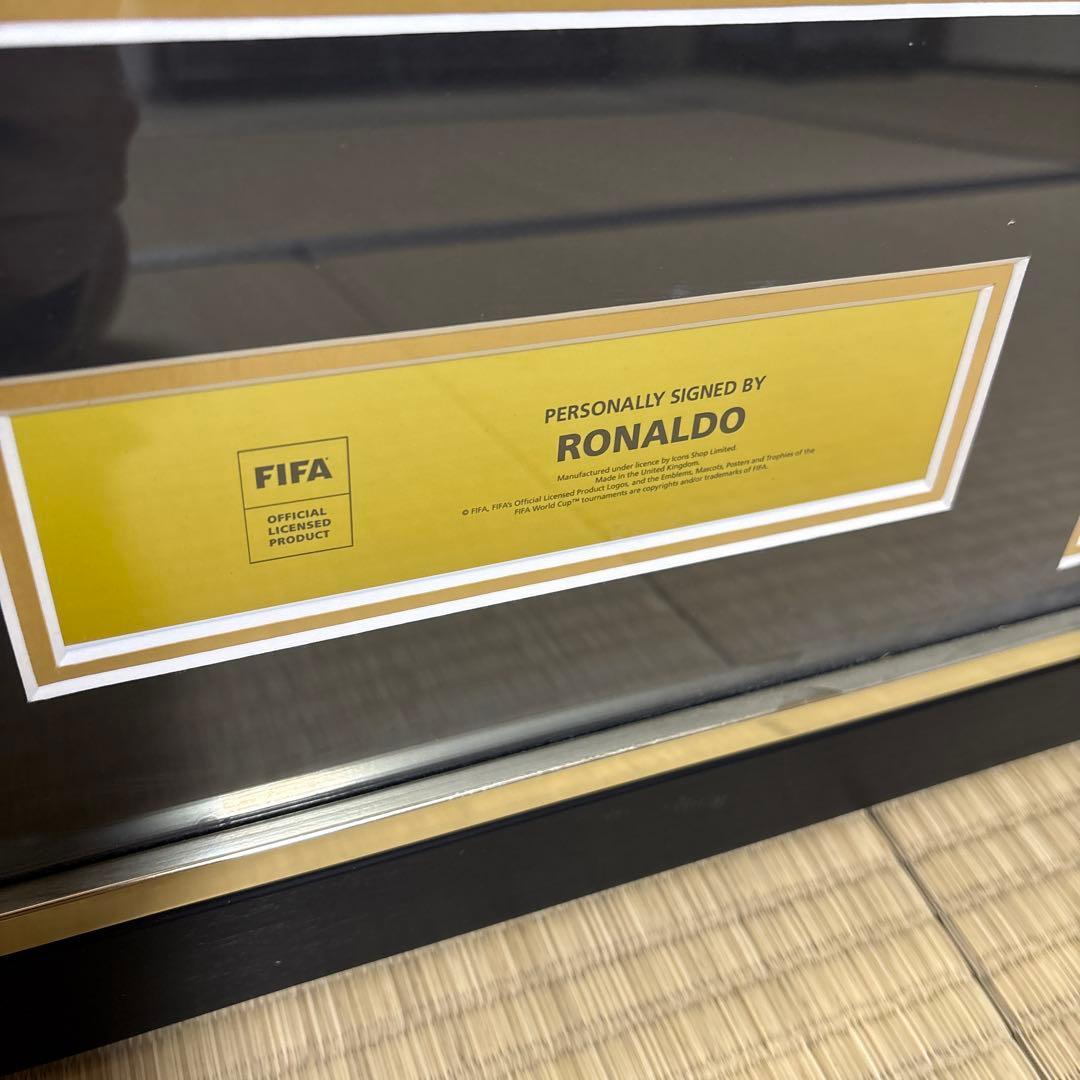 FIFA
OFFICIAL
LICENSED
PRODUCT
PERSONALLY SIGNED BY
RONALDO
Manufactured under licence by Icons Shop Limited.
Made in the United Kingdom.
© FIFA, FIFA's Official Licensed Product Logos, and the Emblems, Mascots, Posters and Trophies of the
FIFA World Cup™ tournaments are copyrights and/or trademarks of FIFA.